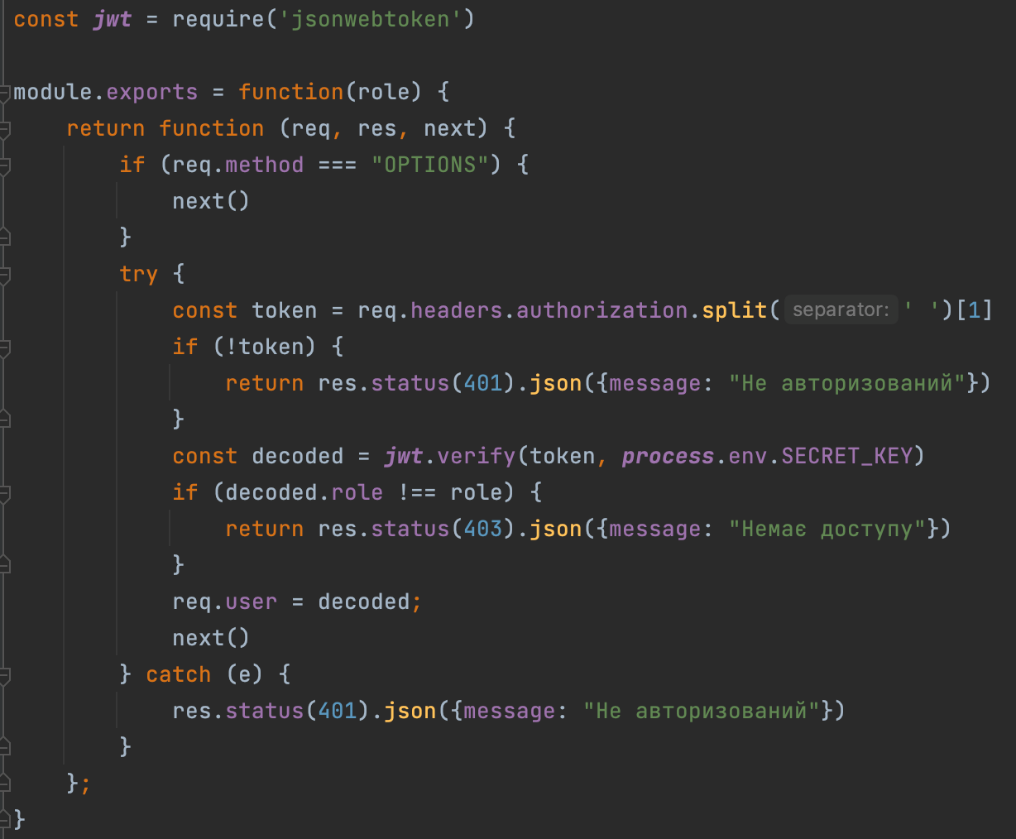 const jwt = require('jsonwebtoken')
module.exports = function(role) {
return function (req, res, next) {
if (req.method === "OPTIONS") {
next()
}
try {
const token = req.headers.authorization.split( separator: ' ')[1]
if (!token) {
return res.status(401).json({message: "Не авторизований"})
}
const decoded = jwt.verify(token, process.env.SECRET_KEY)
if (decoded.role !== role) {
return res.status(403).json({message: "Немає доступу"})
}
req.user = decoded;
next()
} catch (e) {
res.status(401).json({message: "Не авторизований"})
}
};
}